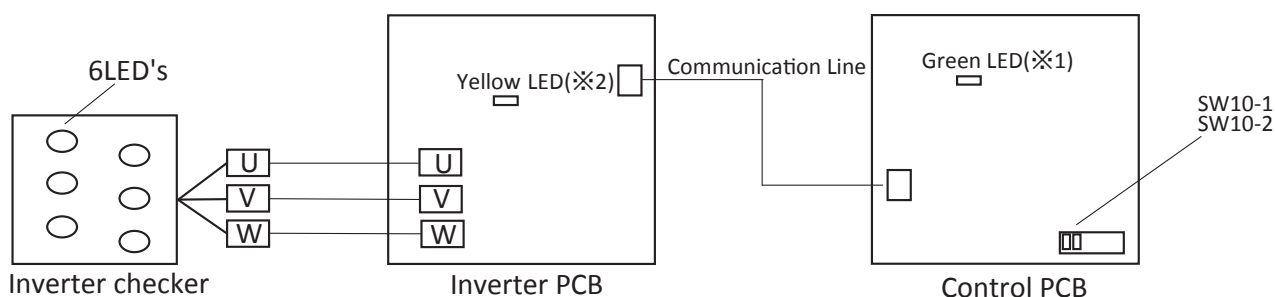 6LED's
Yellow LED(※2)
Communication Line
Green LED(※1)
SW10-1
SW10-2
U
U
V
V
W
W
Inverter checker
Inverter PCB
Control PCB